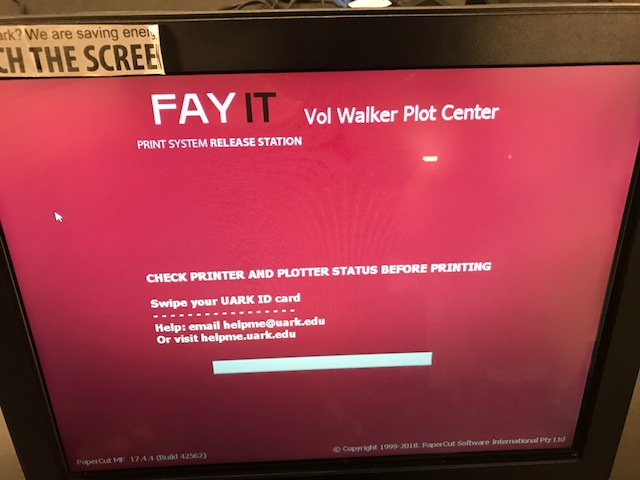 ark? We are saving energ
CH THE SCREE
FAY IT Vol Walker Plot Center
PRINT SYSTEM RELEASE STATION
CHECK PRINTER AND PLOTTER STATUS BEFORE PRINTING
Swipe your UARK ID card
- - - - - - - - - - - - - - - - -
Help: email helpme@uark.edu
Or visit helpme.uark.edu
© Copyright 1999-2018. PaperCut Software International Pty Ltd
PaperCut MF 17.4.4 (Build 42562)